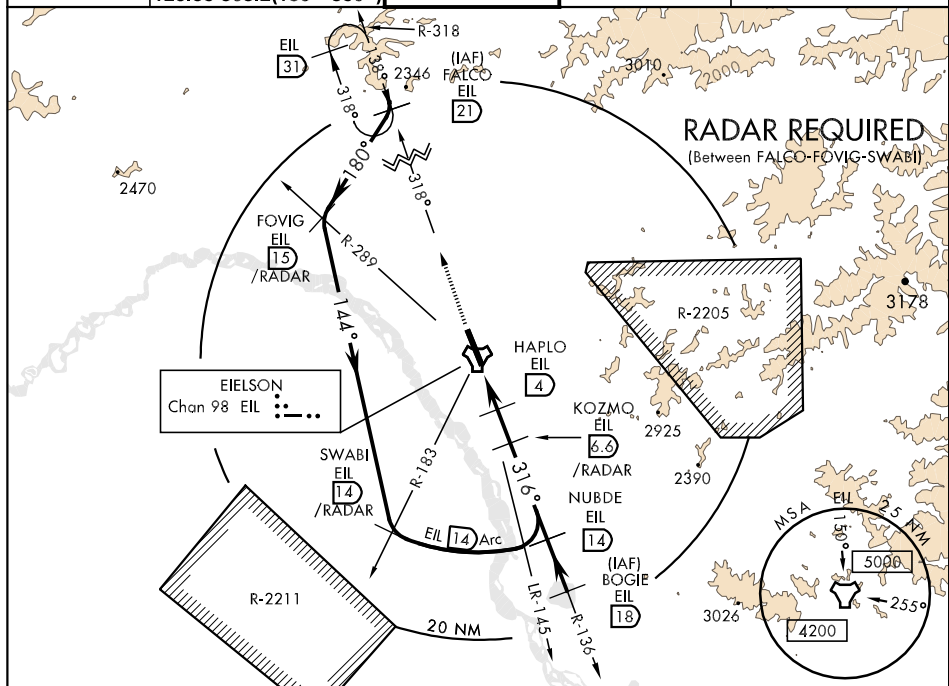 R-318
EIL
31
138°
318°
2346
(IAF)
FALCO
EIL
21
3010
2000
RADAR REQUIRED
(Between FALCO-FOVIG-SWABI)
180°
318°
2470
FOVIG
EIL
15
/RADAR
R-289
R-2205
3178
144°
HAPLO
EIL
4
EIELSON
Chan 98 EIL
KOZMO
EIL
6.6
/RADAR
2925
2390
SWABI
EIL
14
/RADAR
R-183
316°
NUBDE
EIL
14
EIL 14 Arc
MSA EIL 25 NM
150°
5000
255°
4200
(IAF)
BOGIE
EIL
18
R-2211
20 NM
LR-145
R-136
3026